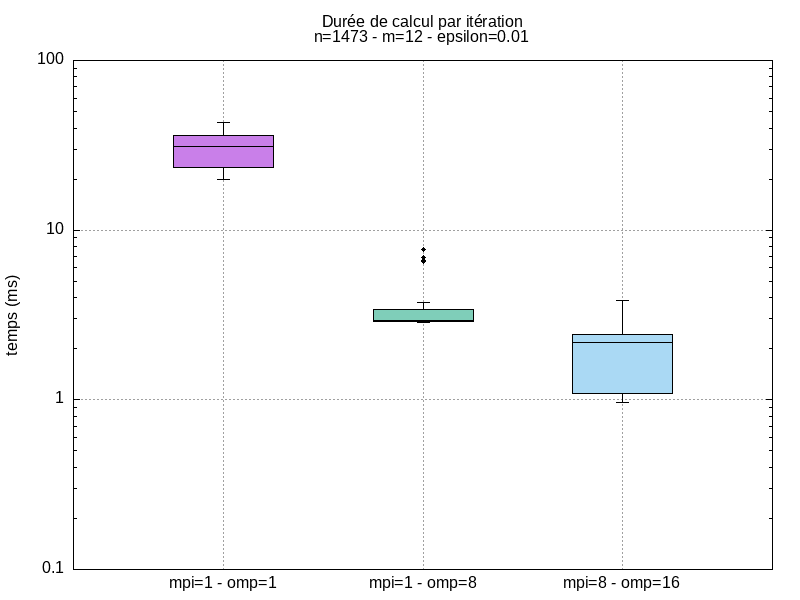 Durée de calcul par itération
n=1473 - m=12 - epsilon=0.01
100
10
1
0.1
temps (ms)
mpi=1 - omp=1
mpi=1 - omp=8
mpi=8 - omp=16